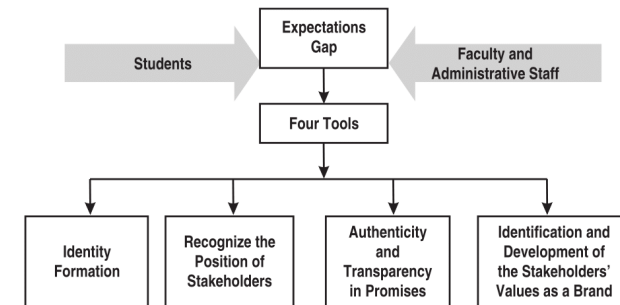 Expectations
Gap
Students
Faculty and
Administrative Staff
Four Tools
Identity
Formation
Recognize the
Position of
Stakeholders
Authenticity
and
Transparency
in Promises
Identification and
Development of
the Stakeholders'
Values as a Brand